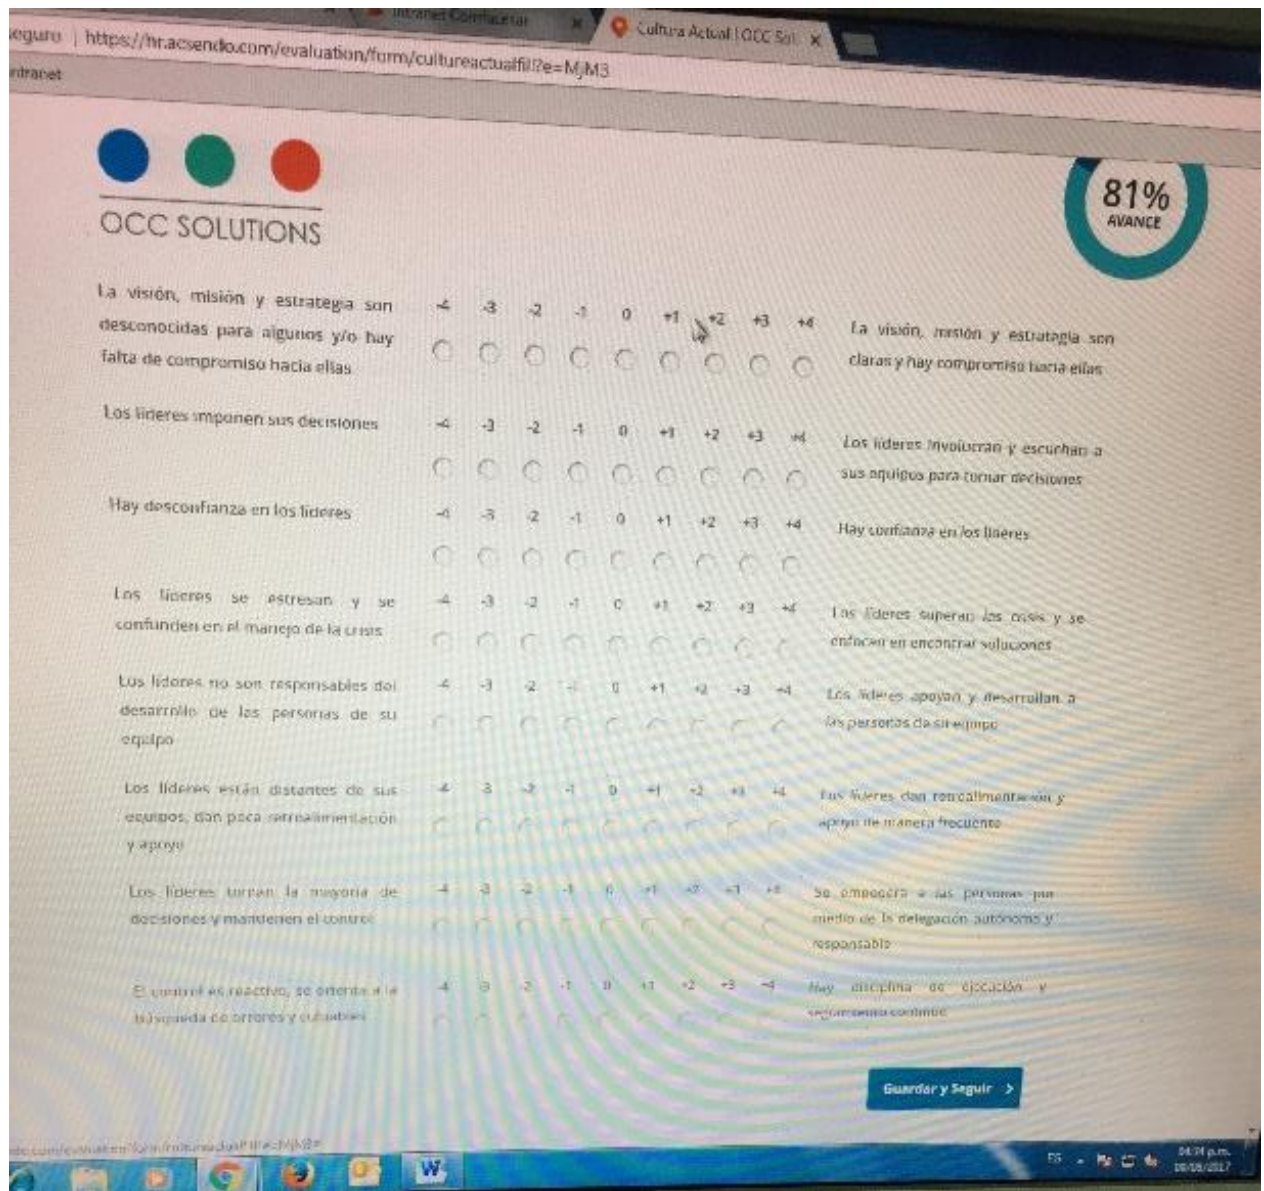 Intranet Comfacesar
Cultura Actual | OCC Sol
eguro | https://hr.acsendo.com/evaluation/form/cultureactualfill?e=MjM3
ntranet
OCC SOLUTIONS
81%
AVANCE
La visión, misión y estrategia son
desconocidas para algunos y/o hay
falta de compromiso hacia ellas
-4 -3 -2 -1 0 +1 +2 +3 +4
La visión, misión y estrategia son
claras y hay compromiso hacia ellas
Los líderes imponen sus decisiones
-4 -3 -2 -1 0 +1 +2 +3 +4
Los líderes involucran y escuchan a
sus equipos para tomar decisiones
Hay desconfianza en los líderes
-4 -3 -2 -1 0 +1 +2 +3 +4
Hay confianza en los líderes
Los líderes se estresan y se
confunden en el manejo de la crisis
-4 -3 -2 -1 0 +1 +2 +3 +4
Los líderes superan las crisis y se
enfocan en encontrar soluciones
Los líderes no son responsables del
desarrollo de las personas de su
equipo
-4 -3 -2 -1 0 +1 +2 +3 +4
Los líderes apoyan y desarrollan a
las personas de su equipo
Los líderes están distantes de sus
equipos, dan poca retroalimentación
y apoyo
-4 -3 -2 -1 0 +1 +2 +3 +4
Los líderes dan retroalimentación y
apoyo de manera frecuente
Los líderes toman la mayoría de
decisiones y mantienen el control
-4 -3 -2 -1 0 +1 +2 +3 +4
Se empodera a las personas por
medio de la delegación autónoma y
responsable
El control es reactivo, se orienta a la
búsqueda de errores y culpables
-4 -3 -2 -1 0 +1 +2 +3 +4
Hay disciplina de ejecución y
seguimiento continuo
Guardar y Seguir >
ES
p.m.